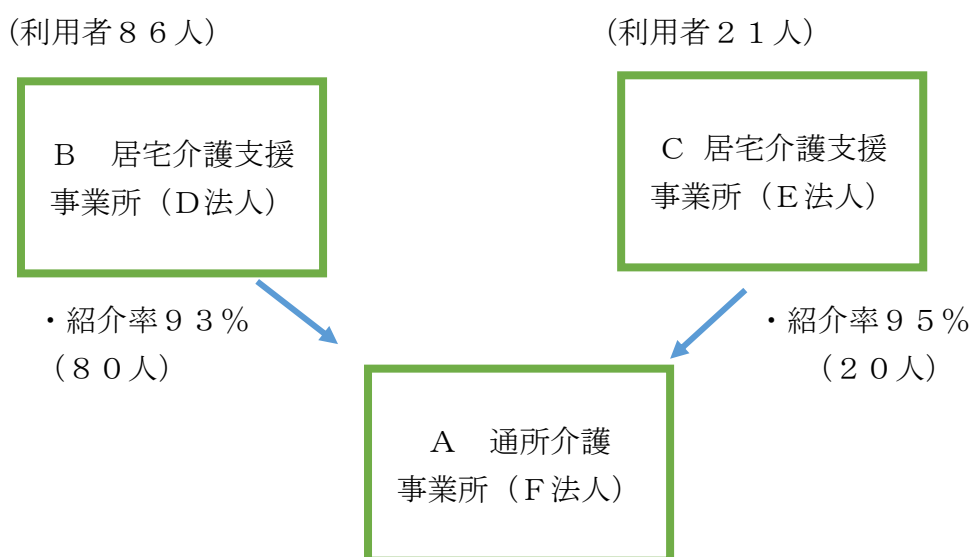 （利用者８６人）
Ｂ　居宅介護支援
事業所（Ｄ法人）
・紹介率９３％
（８０人）
（利用者２１人）
Ｃ 居宅介護支援
事業所（Ｅ法人）
・紹介率９５％
（２０人）
Ａ　通所介護
事業所（Ｆ法人）